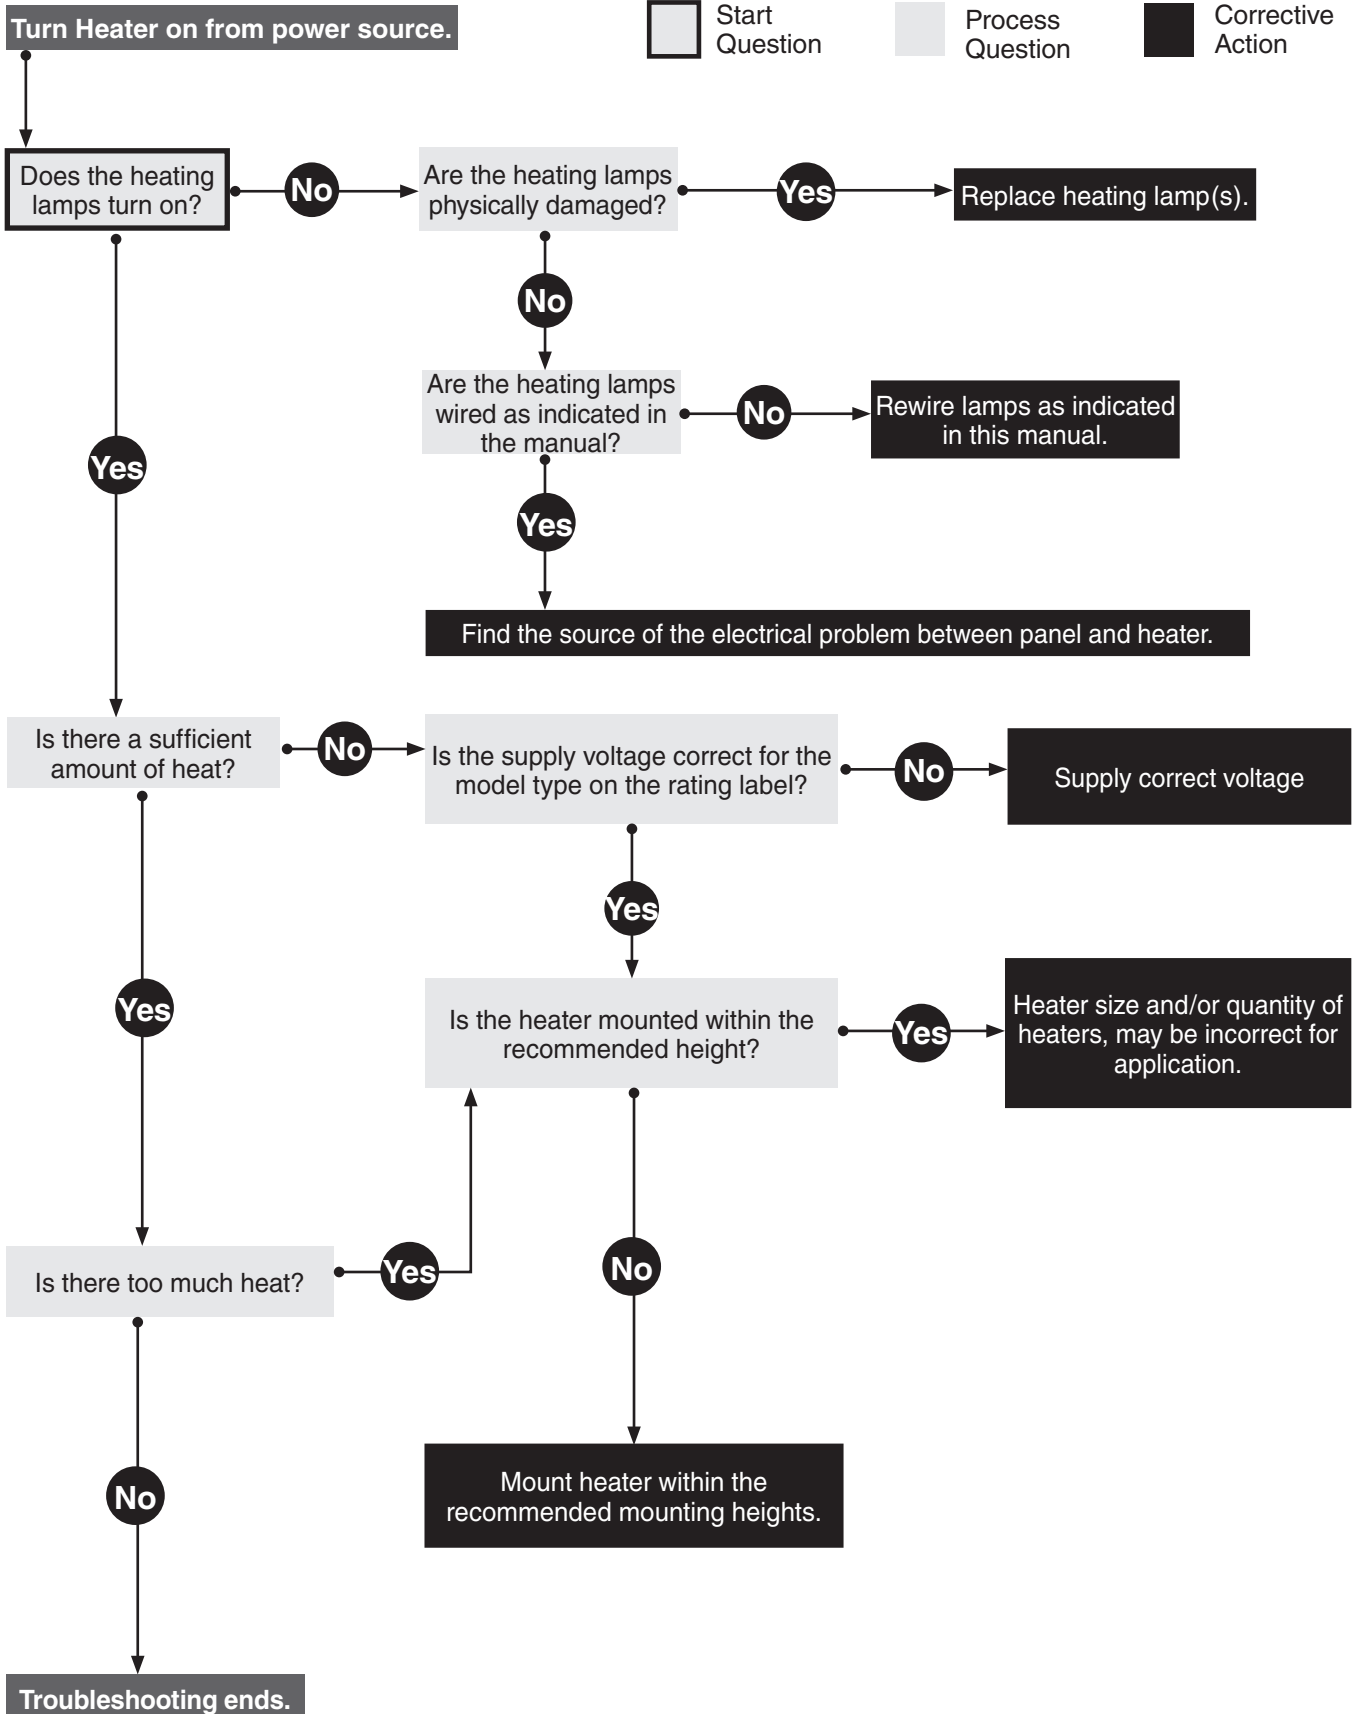 Turn Heater on from power source.
Start
Question
Process
Question
Corrective
Action
Does the heating
lamps turn on?
No
Are the heating lamps
physically damaged?
Yes
Replace heating lamp(s).
No
Are the heating lamps
wired as indicated in
the manual?
No
Rewire lamps as indicated
in this manual.
Yes
Yes
Find the source of the electrical problem between panel and heater.
Is there a sufficient
amount of heat?
No
Is the supply voltage correct for the
model type on the rating label?
No
Supply correct voltage
Yes
Yes
Is the heater mounted within the
recommended height?
Yes
Heater size and/or quantity of
heaters, may be incorrect for
application.
Is there too much heat?
Yes
No
No
Mount heater within the
recommended mounting heights.
Troubleshooting ends.